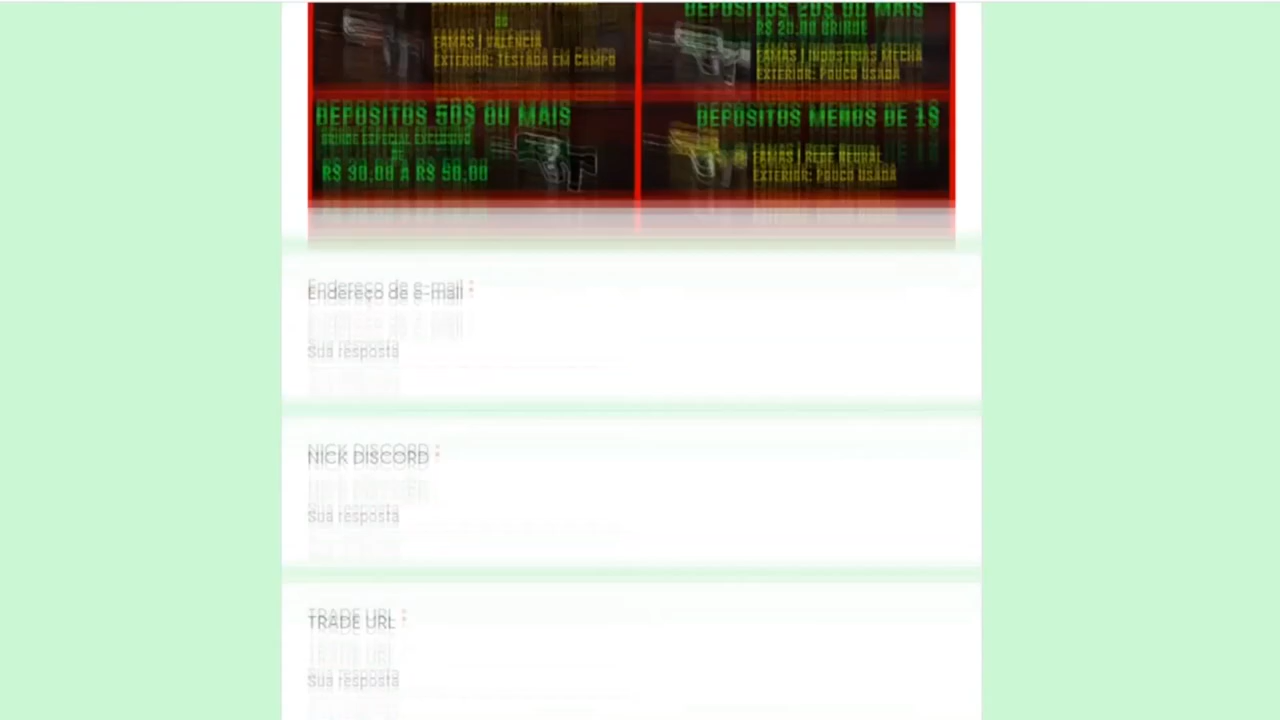 DEPOSITOS 20$ OU MAIS
R$ 20,00 BRINDE
FAMAS | VALÊNCIA
EXTERIOR: TESTADA EM CAMPO
FAMAS | INDUSTRIAS MECHA
EXTERIOR: POUCO USADA
DEPOSITOS 50$ OU MAIS
BRINDE ESPECIAL EXCLUSIVO
DE
R$ 30,00 A R$ 50,00
DEPOSITOS MENOS DE 1$
FAMAS | REDE NEURAL
EXTERIOR: POUCO USADA
Endereço de e-mail *
Sua resposta
NICK DISCORD *
Sua resposta
TRADE URL *
Sua resposta